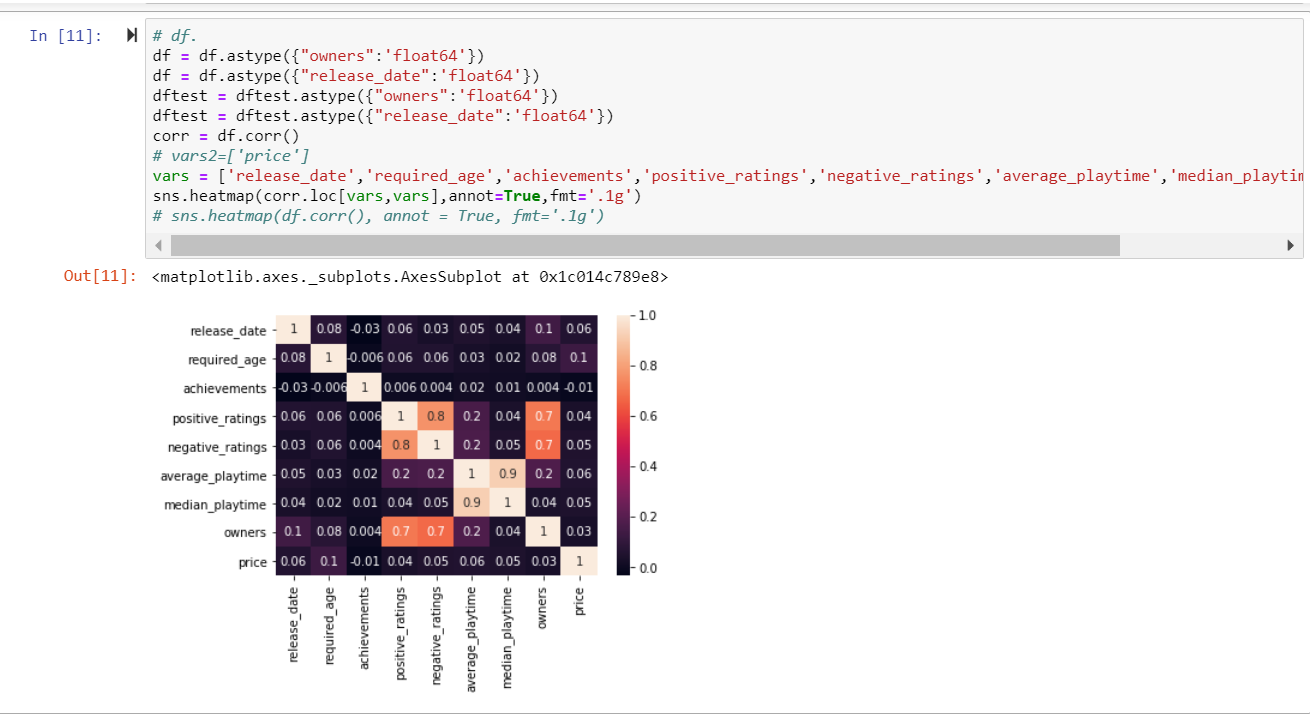 In [11]:
# df.
df = df.astype({"owners":'float64'})
df = df.astype({"release_date":'float64'})
dftest = dftest.astype({"owners":'float64'})
dftest = dftest.astype({"release_date":'float64'})
corr = df.corr()
# vars2=['price']
vars = ['release_date','required_age','achievements','positive_ratings','negative_ratings','average_playtime','median_playtim
sns.heatmap(corr.loc[vars,vars],annot=True,fmt='.1g')
# sns.heatmap(df.corr(), annot = True, fmt='.1g')
Out[11]: <matplotlib.axes._subplots.AxesSubplot at 0x1c014c789e8>
release_date 1 0.08 -0.03 0.06 0.03 0.05 0.04 0.1 0.06
required_age 0.08 1 -0.006 0.06 0.06 0.03 0.02 0.08 0.1
achievements -0.03 -0.006 1 0.006 0.004 0.02 0.01 0.004 -0.01
positive_ratings 0.06 0.06 0.006 1 0.8 0.2 0.04 0.7 0.04
negative_ratings 0.03 0.06 0.004 0.8 1 0.2 0.05 0.7 0.05
average_playtime 0.05 0.03 0.02 0.2 0.2 1 0.9 0.2 0.06
median_playtime 0.04 0.02 0.01 0.04 0.05 0.9 1 0.04 0.05
owners 0.1 0.08 0.004 0.7 0.7 0.2 0.04 1 0.03
price 0.06 0.1 -0.01 0.04 0.05 0.06 0.05 0.03 1
release_date
required_age
achievements
positive_ratings
negative_ratings
average_playtime
median_playtime
owners
price
1.0
0.8
0.6
0.4
0.2
0.0